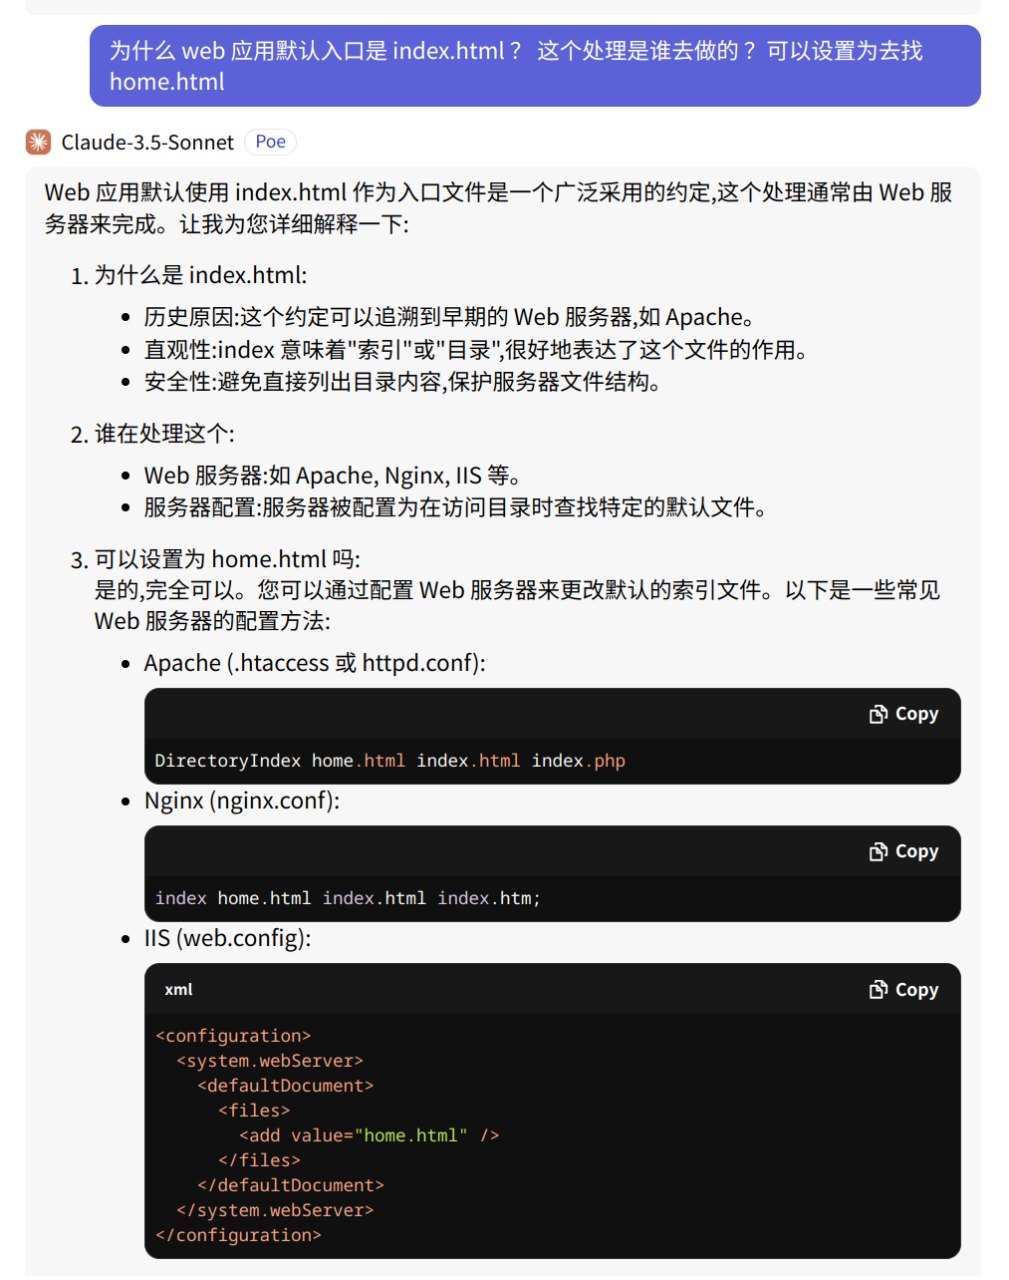 为什么 web 应用默认入口是 index.html ？ 这个处理是谁去做的 ？可以设置为去找
home.html
Claude-3.5-Sonnet Poe
Web 应用默认使用 index.html 作为入口文件是一个广泛采用的约定,这个处理通常由 Web 服
务器来完成。让我为您详细解释一下:
1. 为什么是 index.html:
• 历史原因:这个约定可以追溯到早期的 Web 服务器,如 Apache。
• 直观性:index 意味着"索引"或"目录",很好地表达了这个文件的作用。
• 安全性:避免直接列出目录内容,保护服务器文件结构。
2. 谁在处理这个:
• Web 服务器:如 Apache, Nginx, IIS 等。
• 服务器配置:服务器被配置为在访问目录时查找特定的默认文件。
3. 可以设置为 home.html 吗:
是的,完全可以。您可以通过配置 Web 服务器来更改默认的索引文件。以下是一些常见
Web 服务器的配置方法:
• Apache (.htaccess 或 httpd.conf):
Copy
DirectoryIndex home.html index.html index.php
• Nginx (nginx.conf):
Copy
index home.html index.html index.htm;
• IIS (web.config):
xml Copy
<configuration>
  <system.webServer>
    <defaultDocument>
      <files>
        <add value="home.html" />
      </files>
    </defaultDocument>
  </system.webServer>
</configuration>